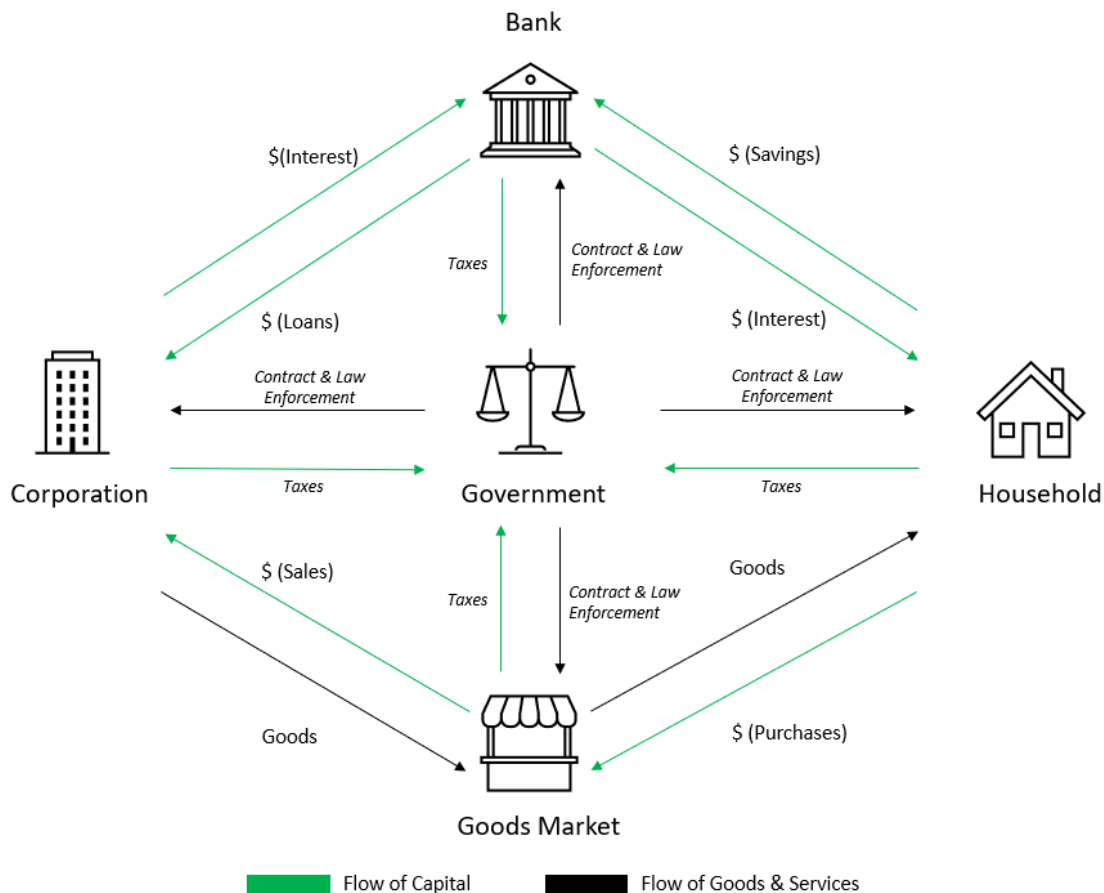 Bank
$(Interest)
$ (Savings)
Taxes
Contract & Law
Enforcement
$ (Loans)
$ (Interest)
Contract & Law
Enforcement
Contract & Law
Enforcement
Corporation
Taxes
Government
Taxes
Household
$ (Sales)
Goods
Taxes
Contract & Law
Enforcement
Goods
$ (Purchases)
Goods Market
Flow of Capital
Flow of Goods & Services